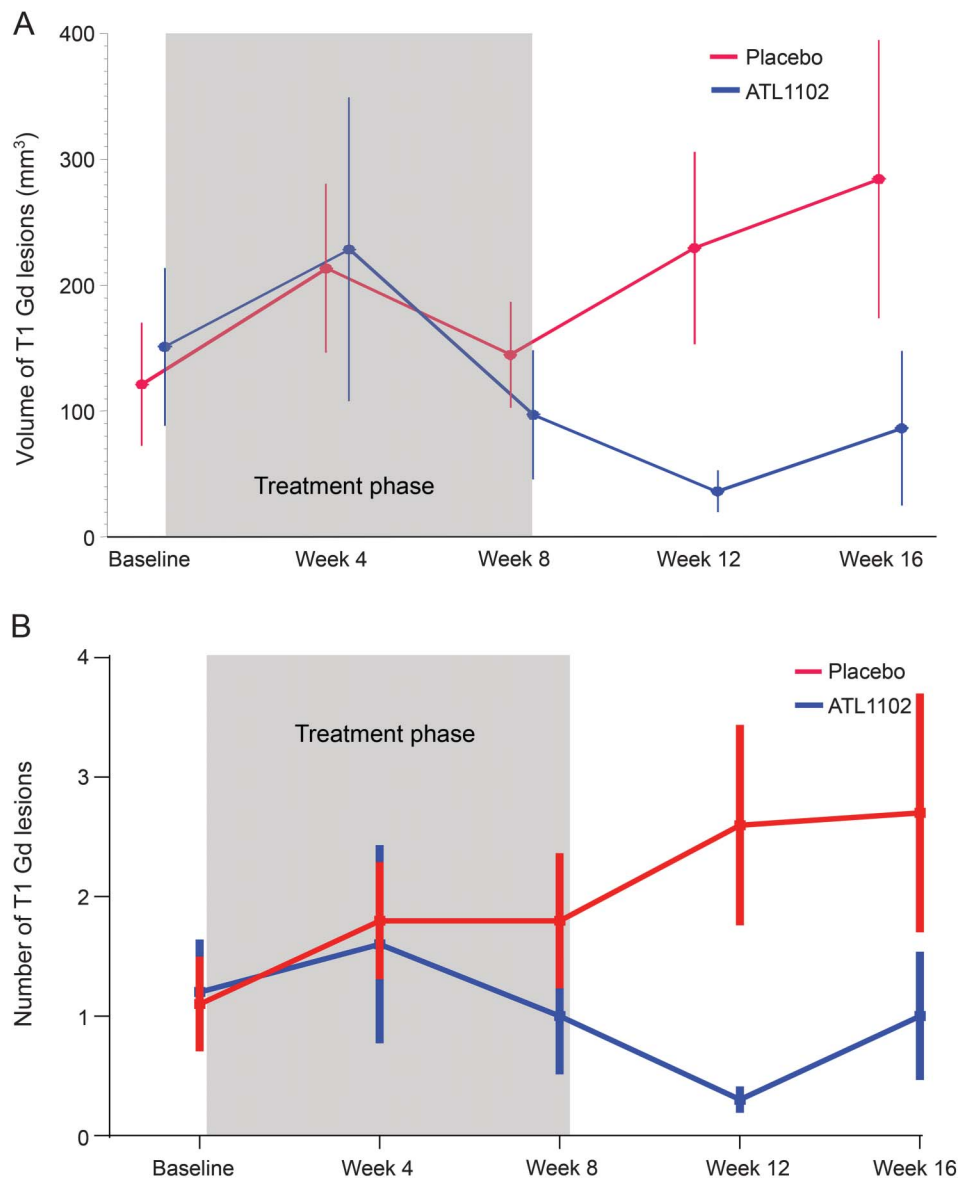 A
400
300
200
100
0
Volume of T1 Gd lesions (mm³)
Placebo
ATL1102
Treatment phase
Baseline Week 4 Week 8 Week 12 Week 16
B
4
3
2
1
0
Number of T1 Gd lesions
Placebo
ATL1102
Treatment phase
Baseline Week 4 Week 8 Week 12 Week 16